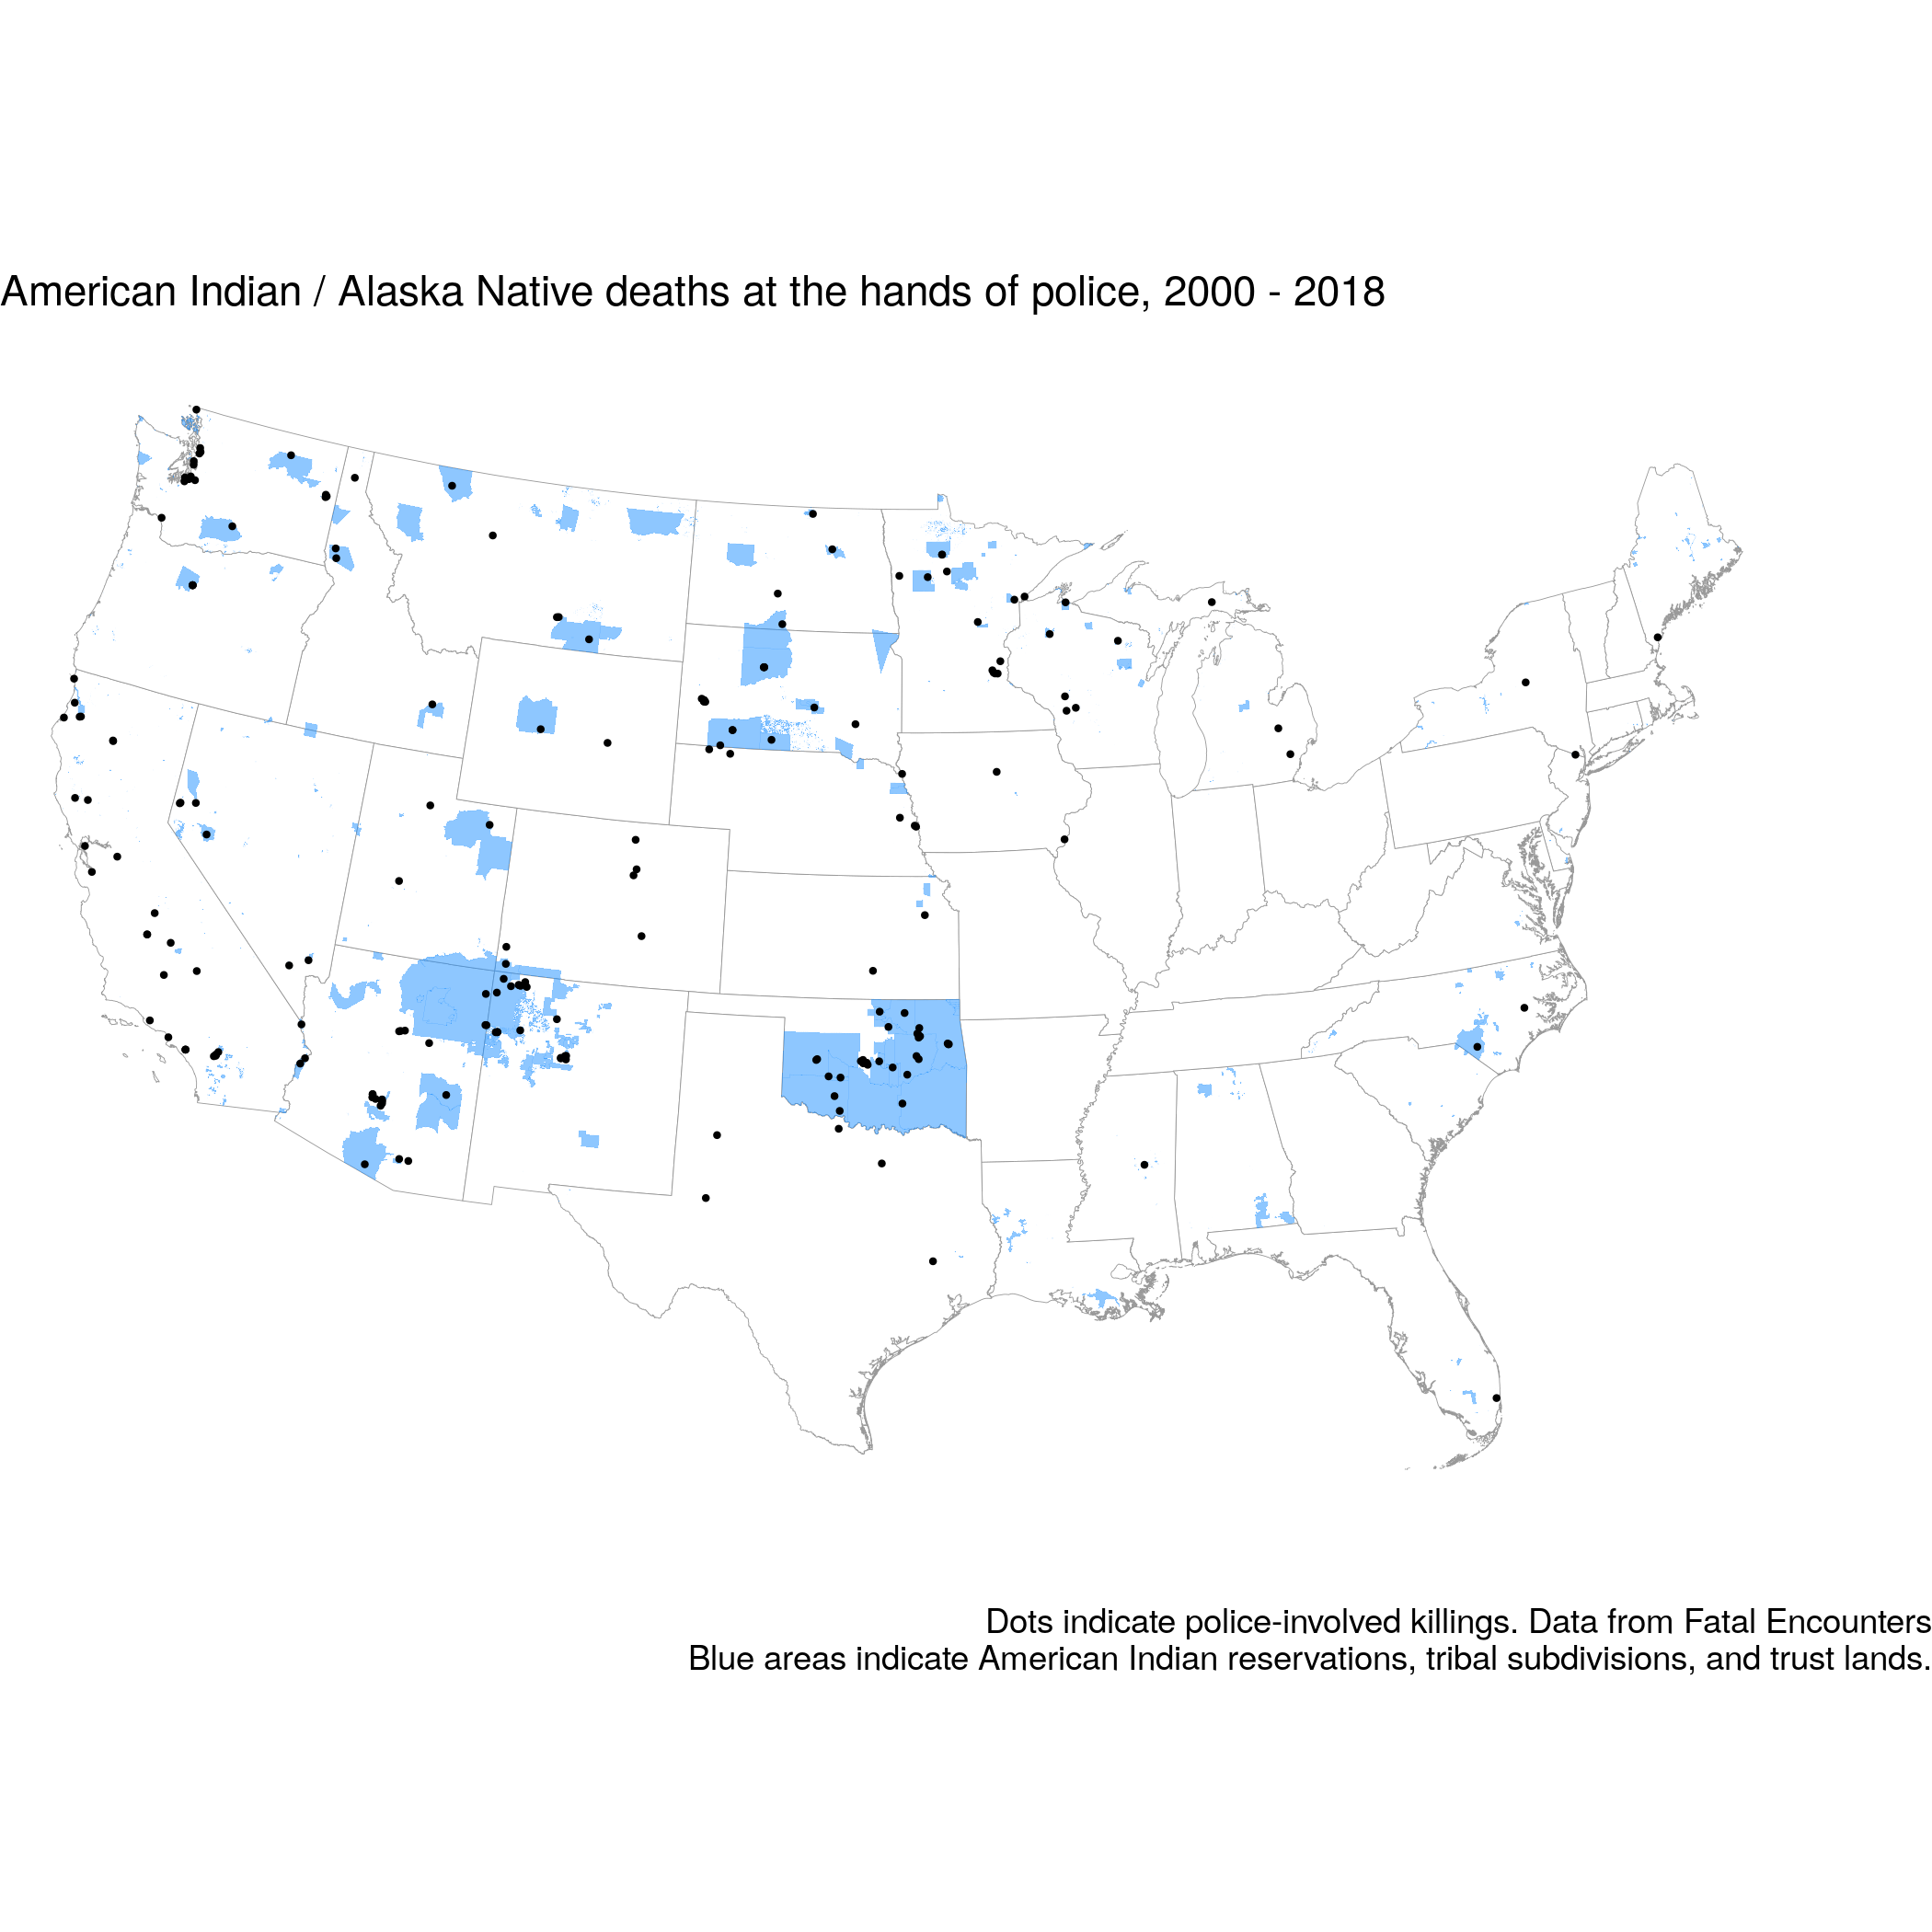 American Indian / Alaska Native deaths at the hands of police, 2000 - 2018
Dots indicate police-involved killings. Data from Fatal Encounters
Blue areas indicate American Indian reservations, tribal subdivisions, and trust lands.